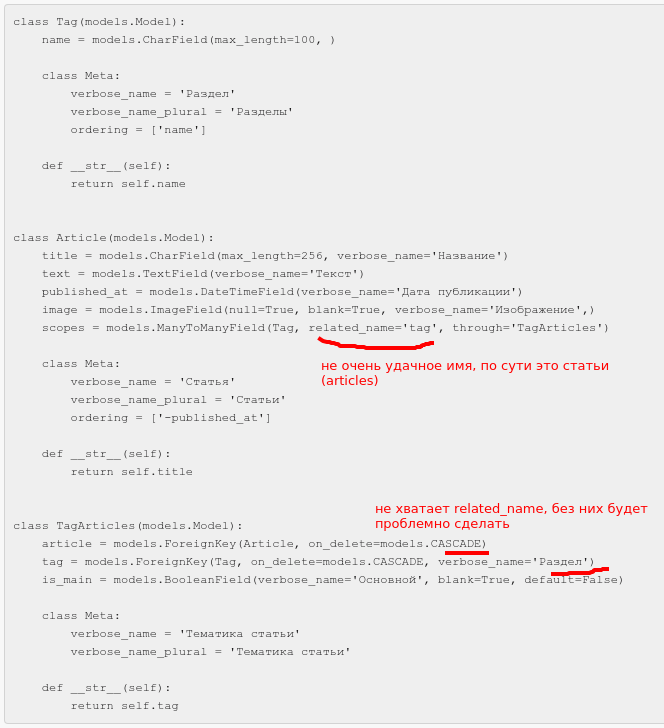 class Tag(models.Model):
    name = models.CharField(max_length=100, )
    class Meta:
        verbose_name = 'Раздел'
        verbose_name_plural = 'Разделы'
        ordering = ['name']
    def __str__(self):
        return self.name
class Article(models.Model):
    title = models.CharField(max_length=256, verbose_name='Название')
    text = models.TextField(verbose_name='Текст')
    published_at = models.DateTimeField(verbose_name='Дата публикации')
    image = models.ImageField(null=True, blank=True, verbose_name='Изображение',)
    scopes = models.ManyToManyField(Tag, related_name='tag', through='TagArticles')
не очень удачное имя, по сути это статьи
(articles)
    class Meta:
        verbose_name = 'Статья'
        verbose_name_plural = 'Статьи'
        ordering = ['-published_at']
    def __str__(self):
        return self.title
не хватает related_name, без них будет
проблемно сделать
class TagArticles(models.Model):
    article = models.ForeignKey(Article, on_delete=models.CASCADE)
    tag = models.ForeignKey(Tag, on_delete=models.CASCADE, verbose_name='Раздел')
    is_main = models.BooleanField(verbose_name='Основной', blank=True, default=False)
    class Meta:
        verbose_name = 'Тематика статьи'
        verbose_name_plural = 'Тематика статьи'
    def __str__(self):
        return self.tag